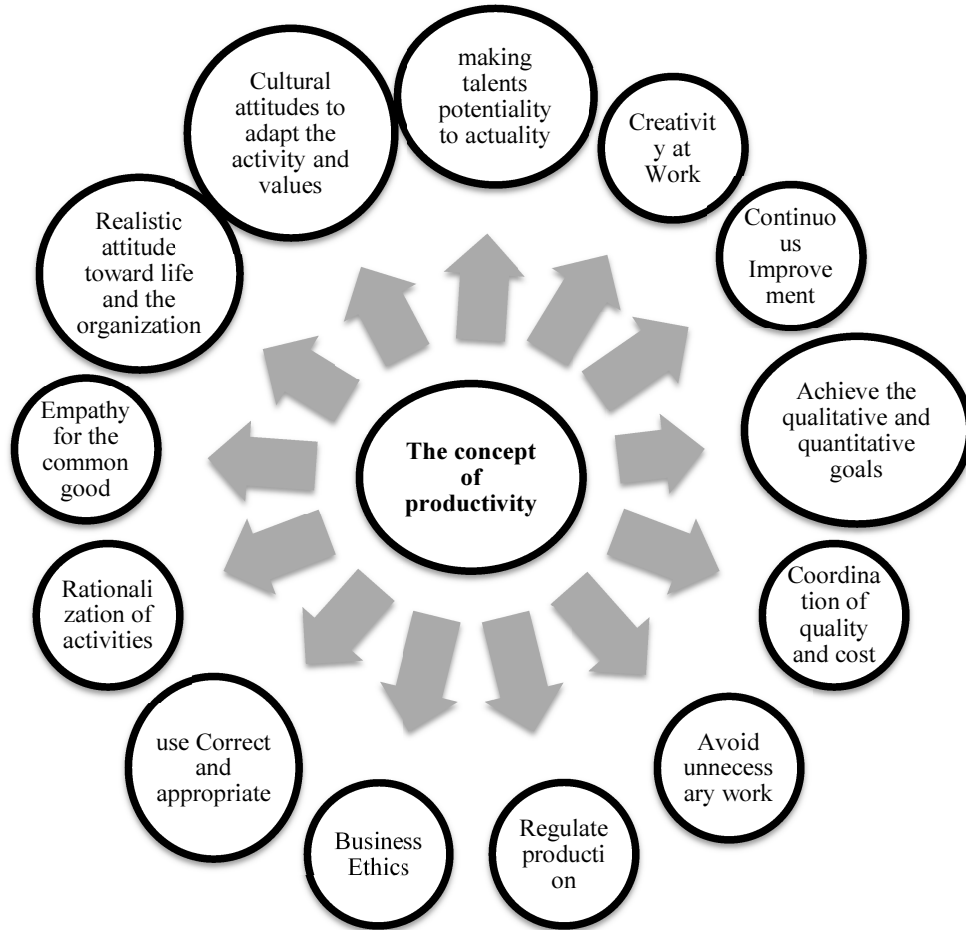 making
talents
potentiality
to actuality
Creativit
y at
Work
Continuo
us
Improve
ment
Achieve the
qualitative and
quantitative
goals
Coordina
tion of
quality
and cost
Avoid
unnecess
ary work
Regulate
producti
on
Business
Ethics
use Correct
and
appropriate
Rationali
zation of
activities
Empathy
for the
common
good
Realistic
attitude
toward life
and the
organization
Cultural
attitudes to
adapt the
activity and
values
The concept
of
productivity